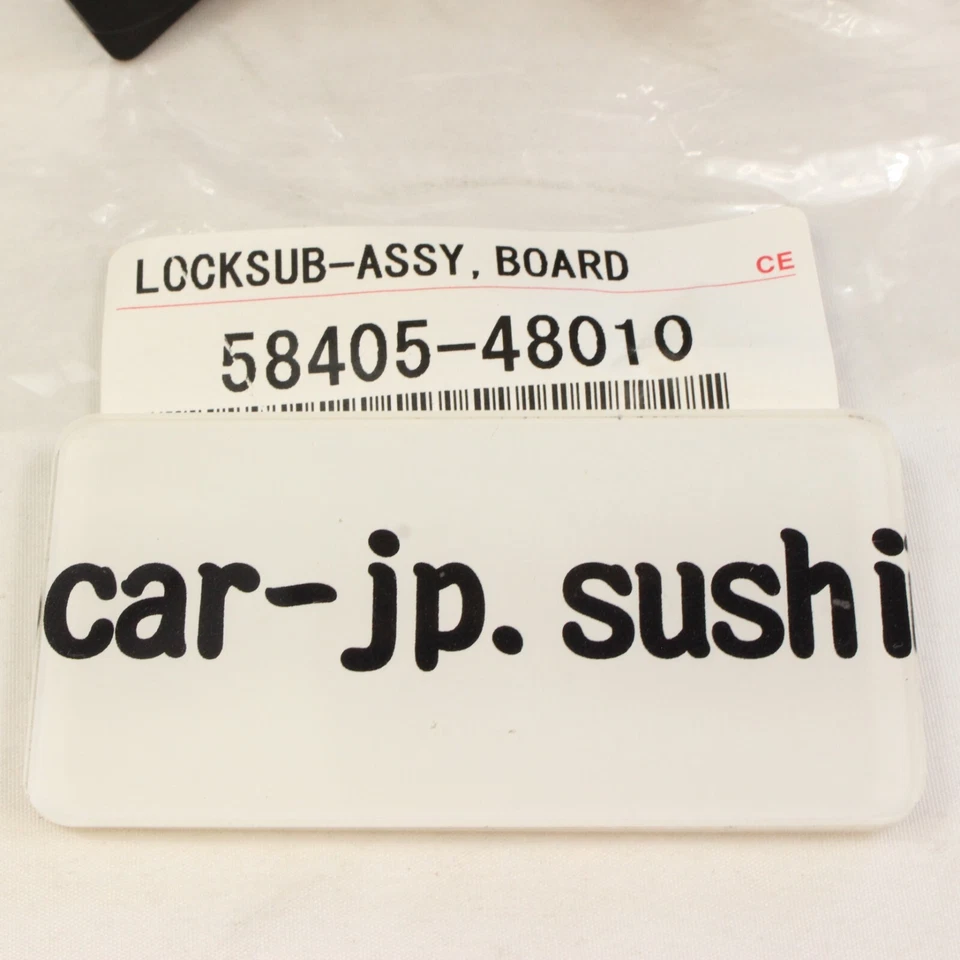 LOCKSUB-ASSY, BOARD CE
58405-48010
car-jp.sushi